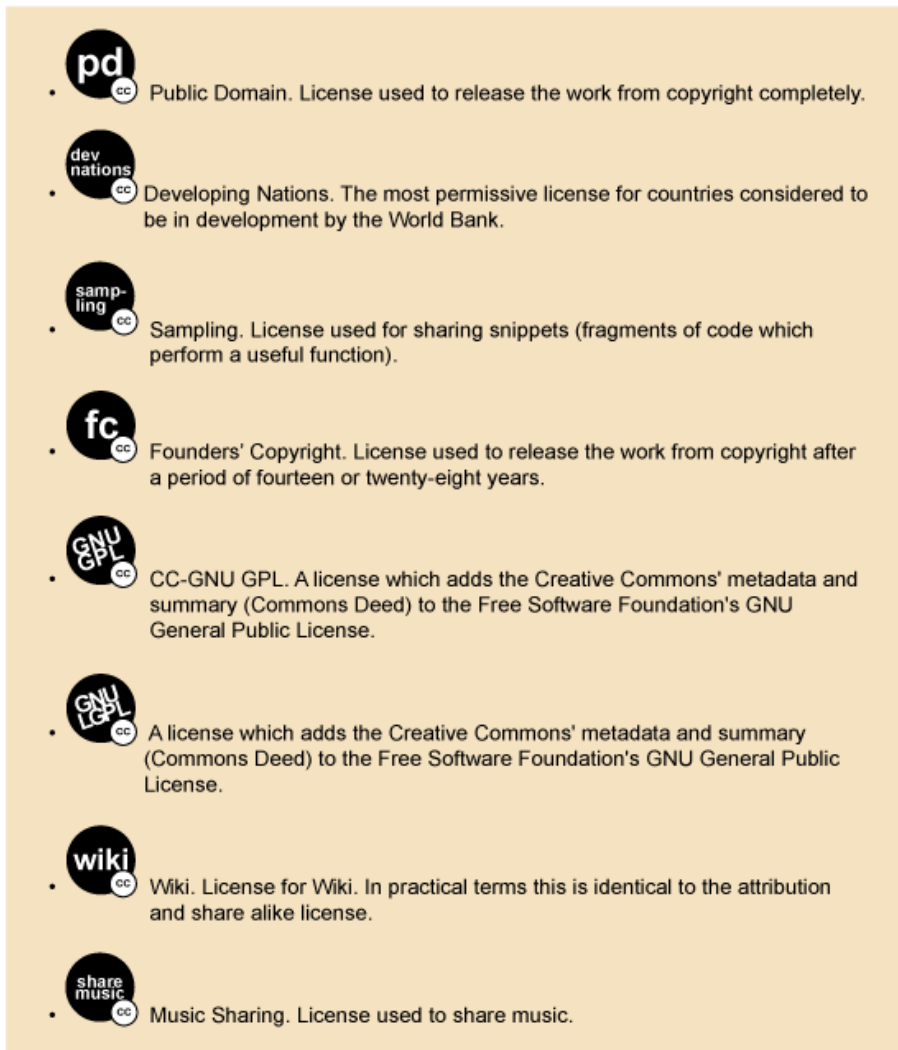 pd
cc
• Public Domain. License used to release the work from copyright completely.
dev
nations
cc
• Developing Nations. The most permissive license for countries considered to
be in development by the World Bank.
samp-
ling
cc
• Sampling. License used for sharing snippets (fragments of code which
perform a useful function).
fc
cc
• Founders' Copyright. License used to release the work from copyright after
a period of fourteen or twenty-eight years.
GNU
GPL
cc
• CC-GNU GPL. A license which adds the Creative Commons' metadata and
summary (Commons Deed) to the Free Software Foundation's GNU
General Public License.
GNU
LGPL
cc
• A license which adds the Creative Commons' metadata and summary
(Commons Deed) to the Free Software Foundation's GNU General Public
License.
wiki
cc
• Wiki. License for Wiki. In practical terms this is identical to the attribution
and share alike license.
share
music
cc
• Music Sharing. License used to share music.